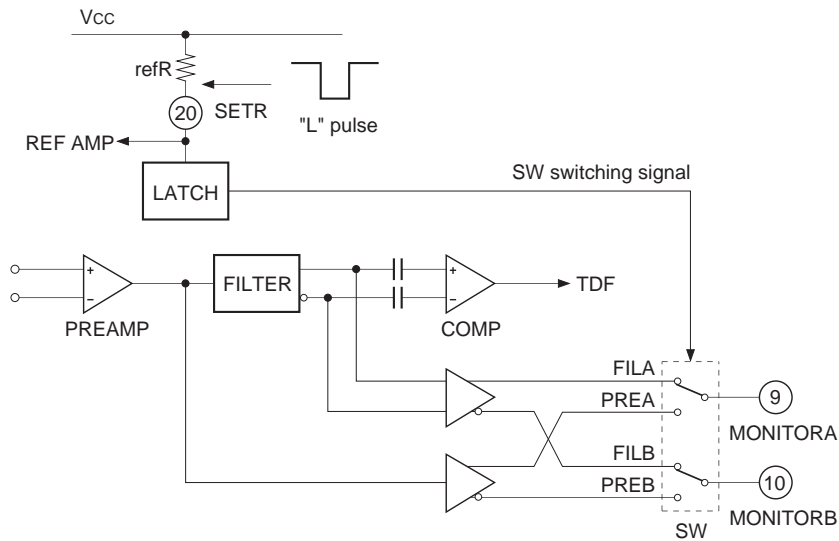 Vcc
refR
20
SETR
"L" pulse
REF AMP
LATCH
SW switching signal
+
−
PREAMP
FILTER
+
−
COMP
TDF
FILA
PREA
9
MONITORA
FILB
PREB
10
MONITORB
SW